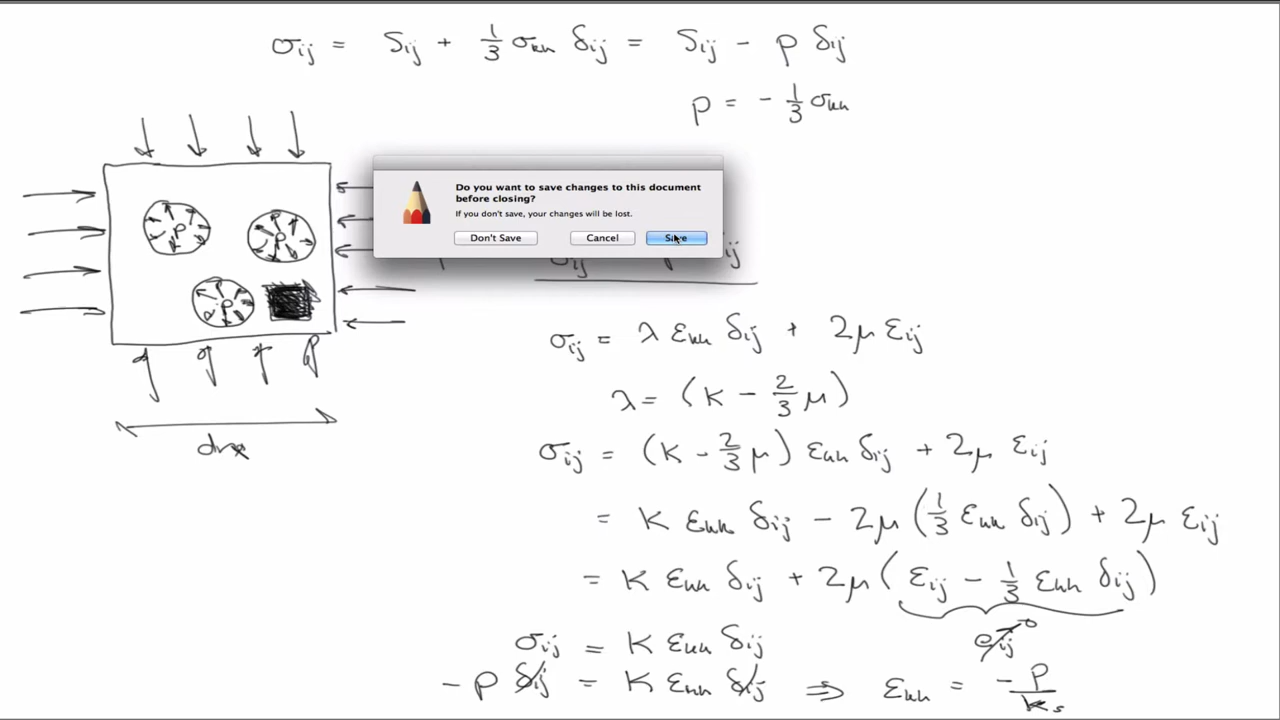 σij = Sij + 1/3 σkk δij = Sij - p δij
p = - 1/3 σkk
Do you want to save changes to this document
before closing?
If you don't save, your changes will be lost.
Don't Save Cancel Save
p p p
σij = λ εkk δij + 2μ εij
λ = (K - 2/3 μ)
σij = (K - 2/3 μ) εkk δij + 2μ εij
= K εkk δij - 2μ (1/3 εkk δij) + 2μ εij
= K εkk δij + 2μ (εij - 1/3 εkk δij)
eij → 0
σij = K εkk δij
- p δij = K εkk δij ⇒ εkk = -p/Ks